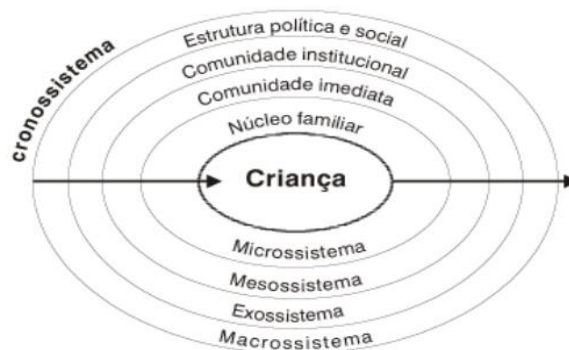 cronossistema
Estrutura política e social
Comunidade institucional
Comunidade imediata
Núcleo familiar
Criança
Microssistema
Mesossistema
Exossistema
Macrossistema